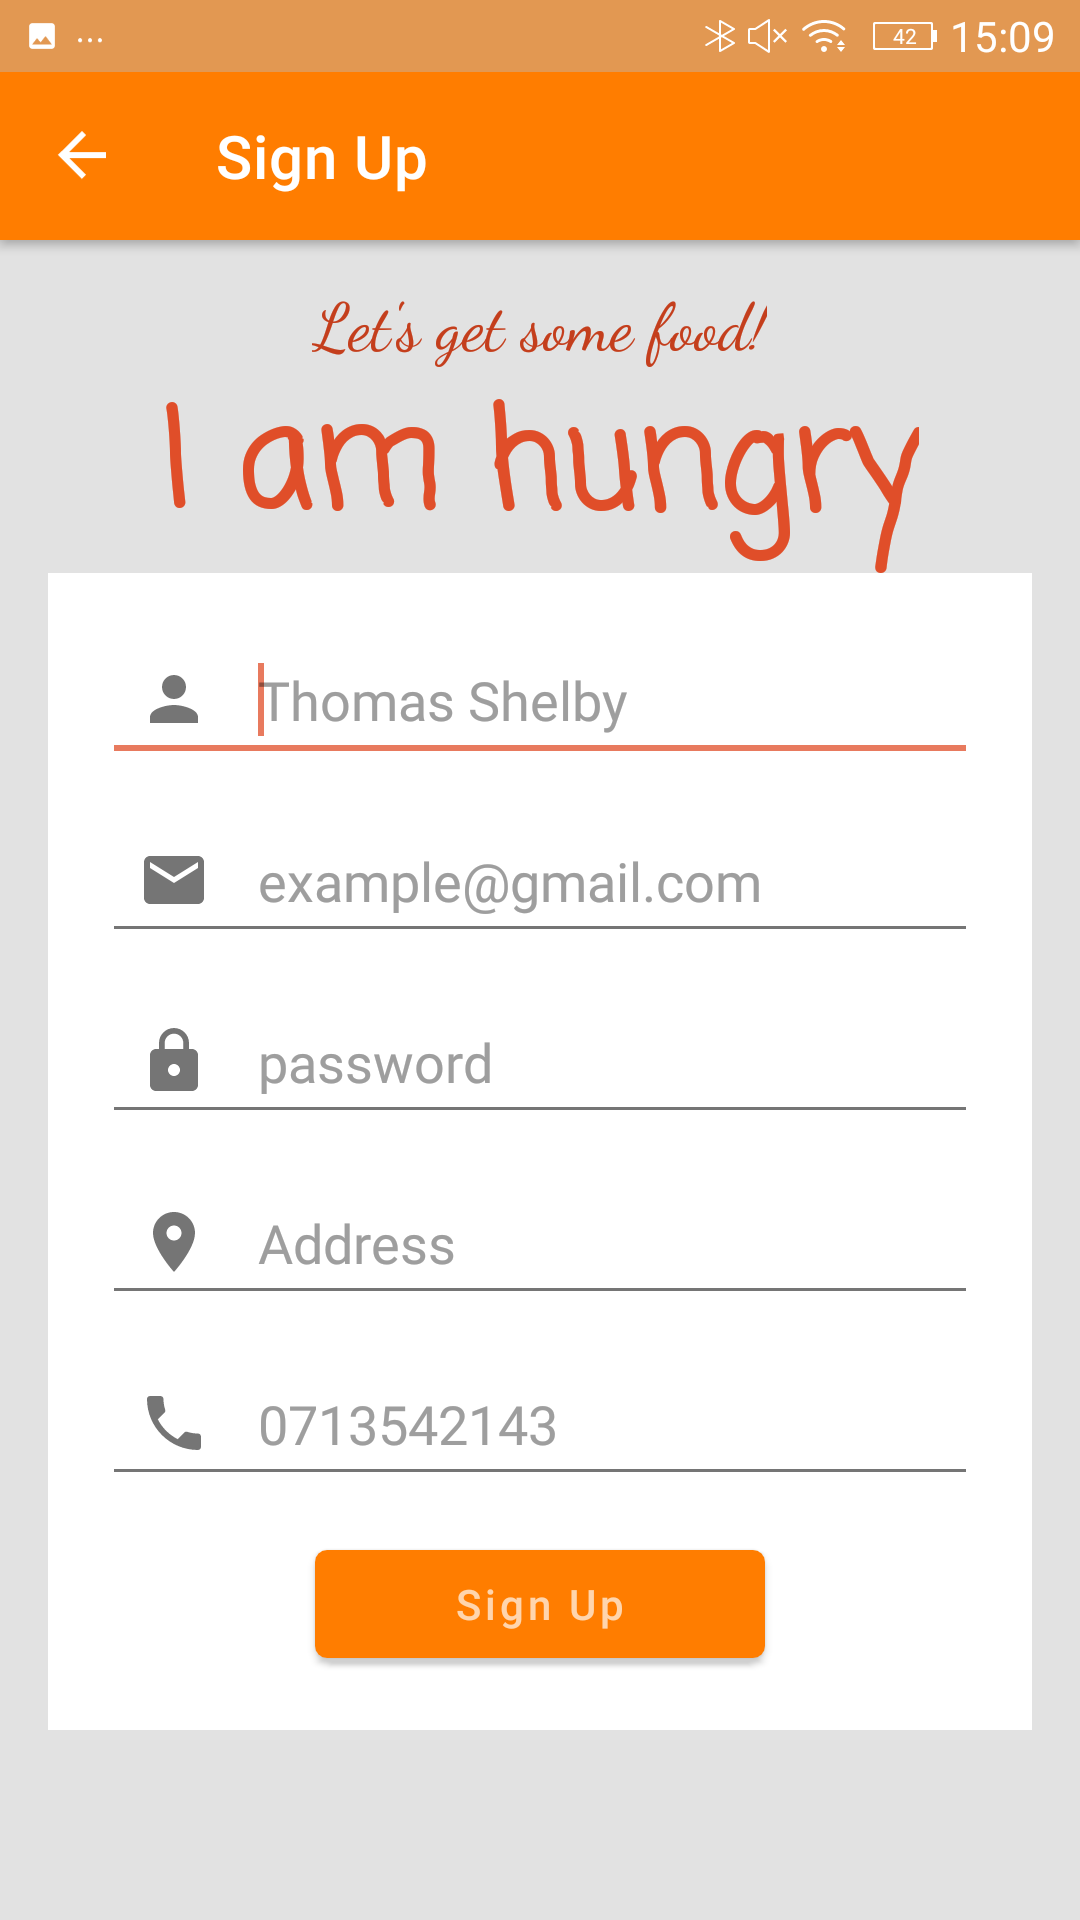 ... 42 15:09
Sign Up
Let's get some food!
I am hungry
Thomas Shelby
example@gmail.com
password
Address
0713542143
Sign Up